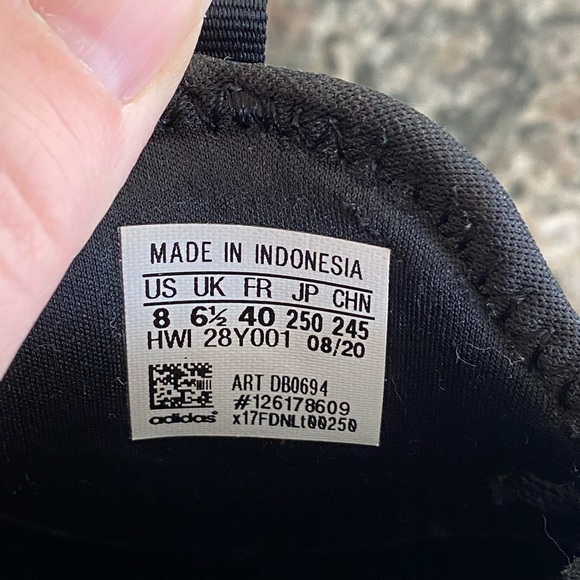 MADE IN INDONESIA
US UK FR JP CHN
8 6½ 40 250 245
HWI 28Y001 08/20
ART DB0694
#126178609
adidas® x17FDNLt00250